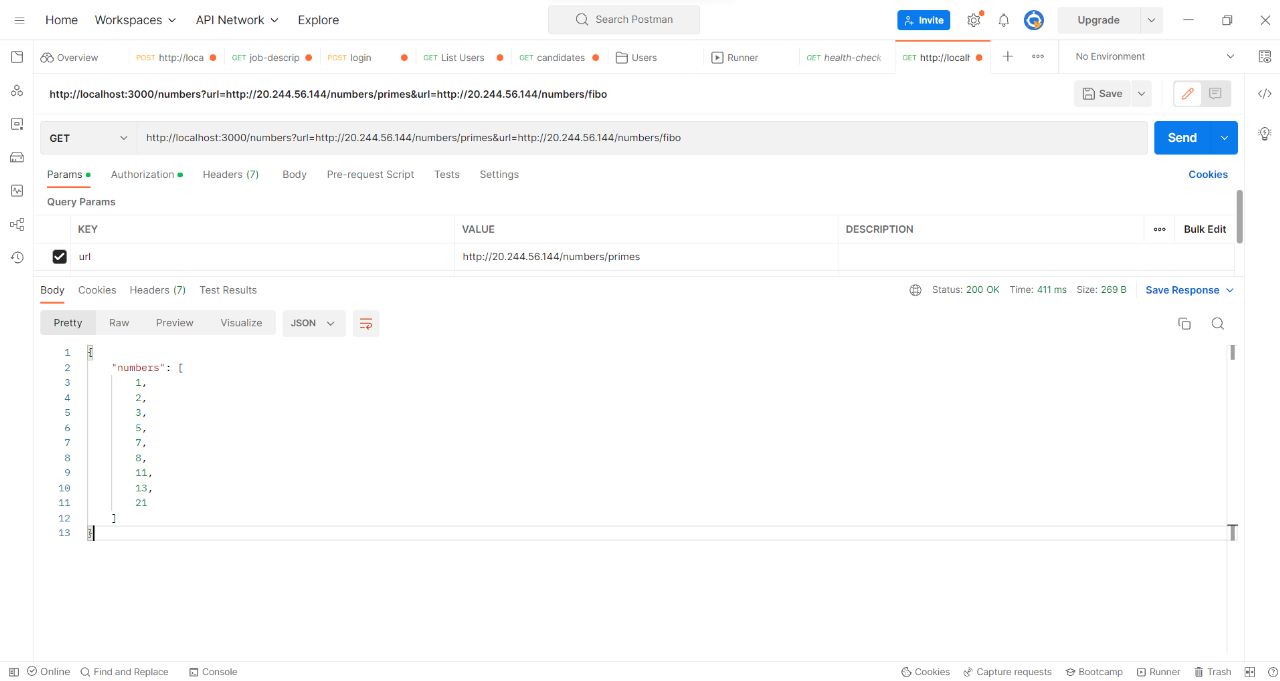 Home Workspaces API Network Explore Search Postman Invite Upgrade
Overview POST http://loca GET job-descrip POST login GET List Users GET candidates Users Runner GET health-check GET http://localh No Environment
http://localhost:3000/numbers?url=http://20.244.56.144/numbers/primes&url=http://20.244.56.144/numbers/fibo Save
GET http://localhost:3000/numbers?url=http://20.244.56.144/numbers/primes&url=http://20.244.56.144/numbers/fibo Send
Params Authorization Headers (7) Body Pre-request Script Tests Settings Cookies
Query Params
KEY VALUE DESCRIPTION Bulk Edit
url http://20.244.56.144/numbers/primes
Body Cookies Headers (7) Test Results Status: 200 OK Time: 411 ms Size: 269 B Save Response
Pretty Raw Preview Visualize JSON
1 {
2 "numbers": [
3 1,
4 2,
5 3,
6 5,
7 7,
8 8,
9 11,
10 13,
11 21
12 ]
13 }
Online Find and Replace Console Cookies Capture requests Bootcamp Runner Trash